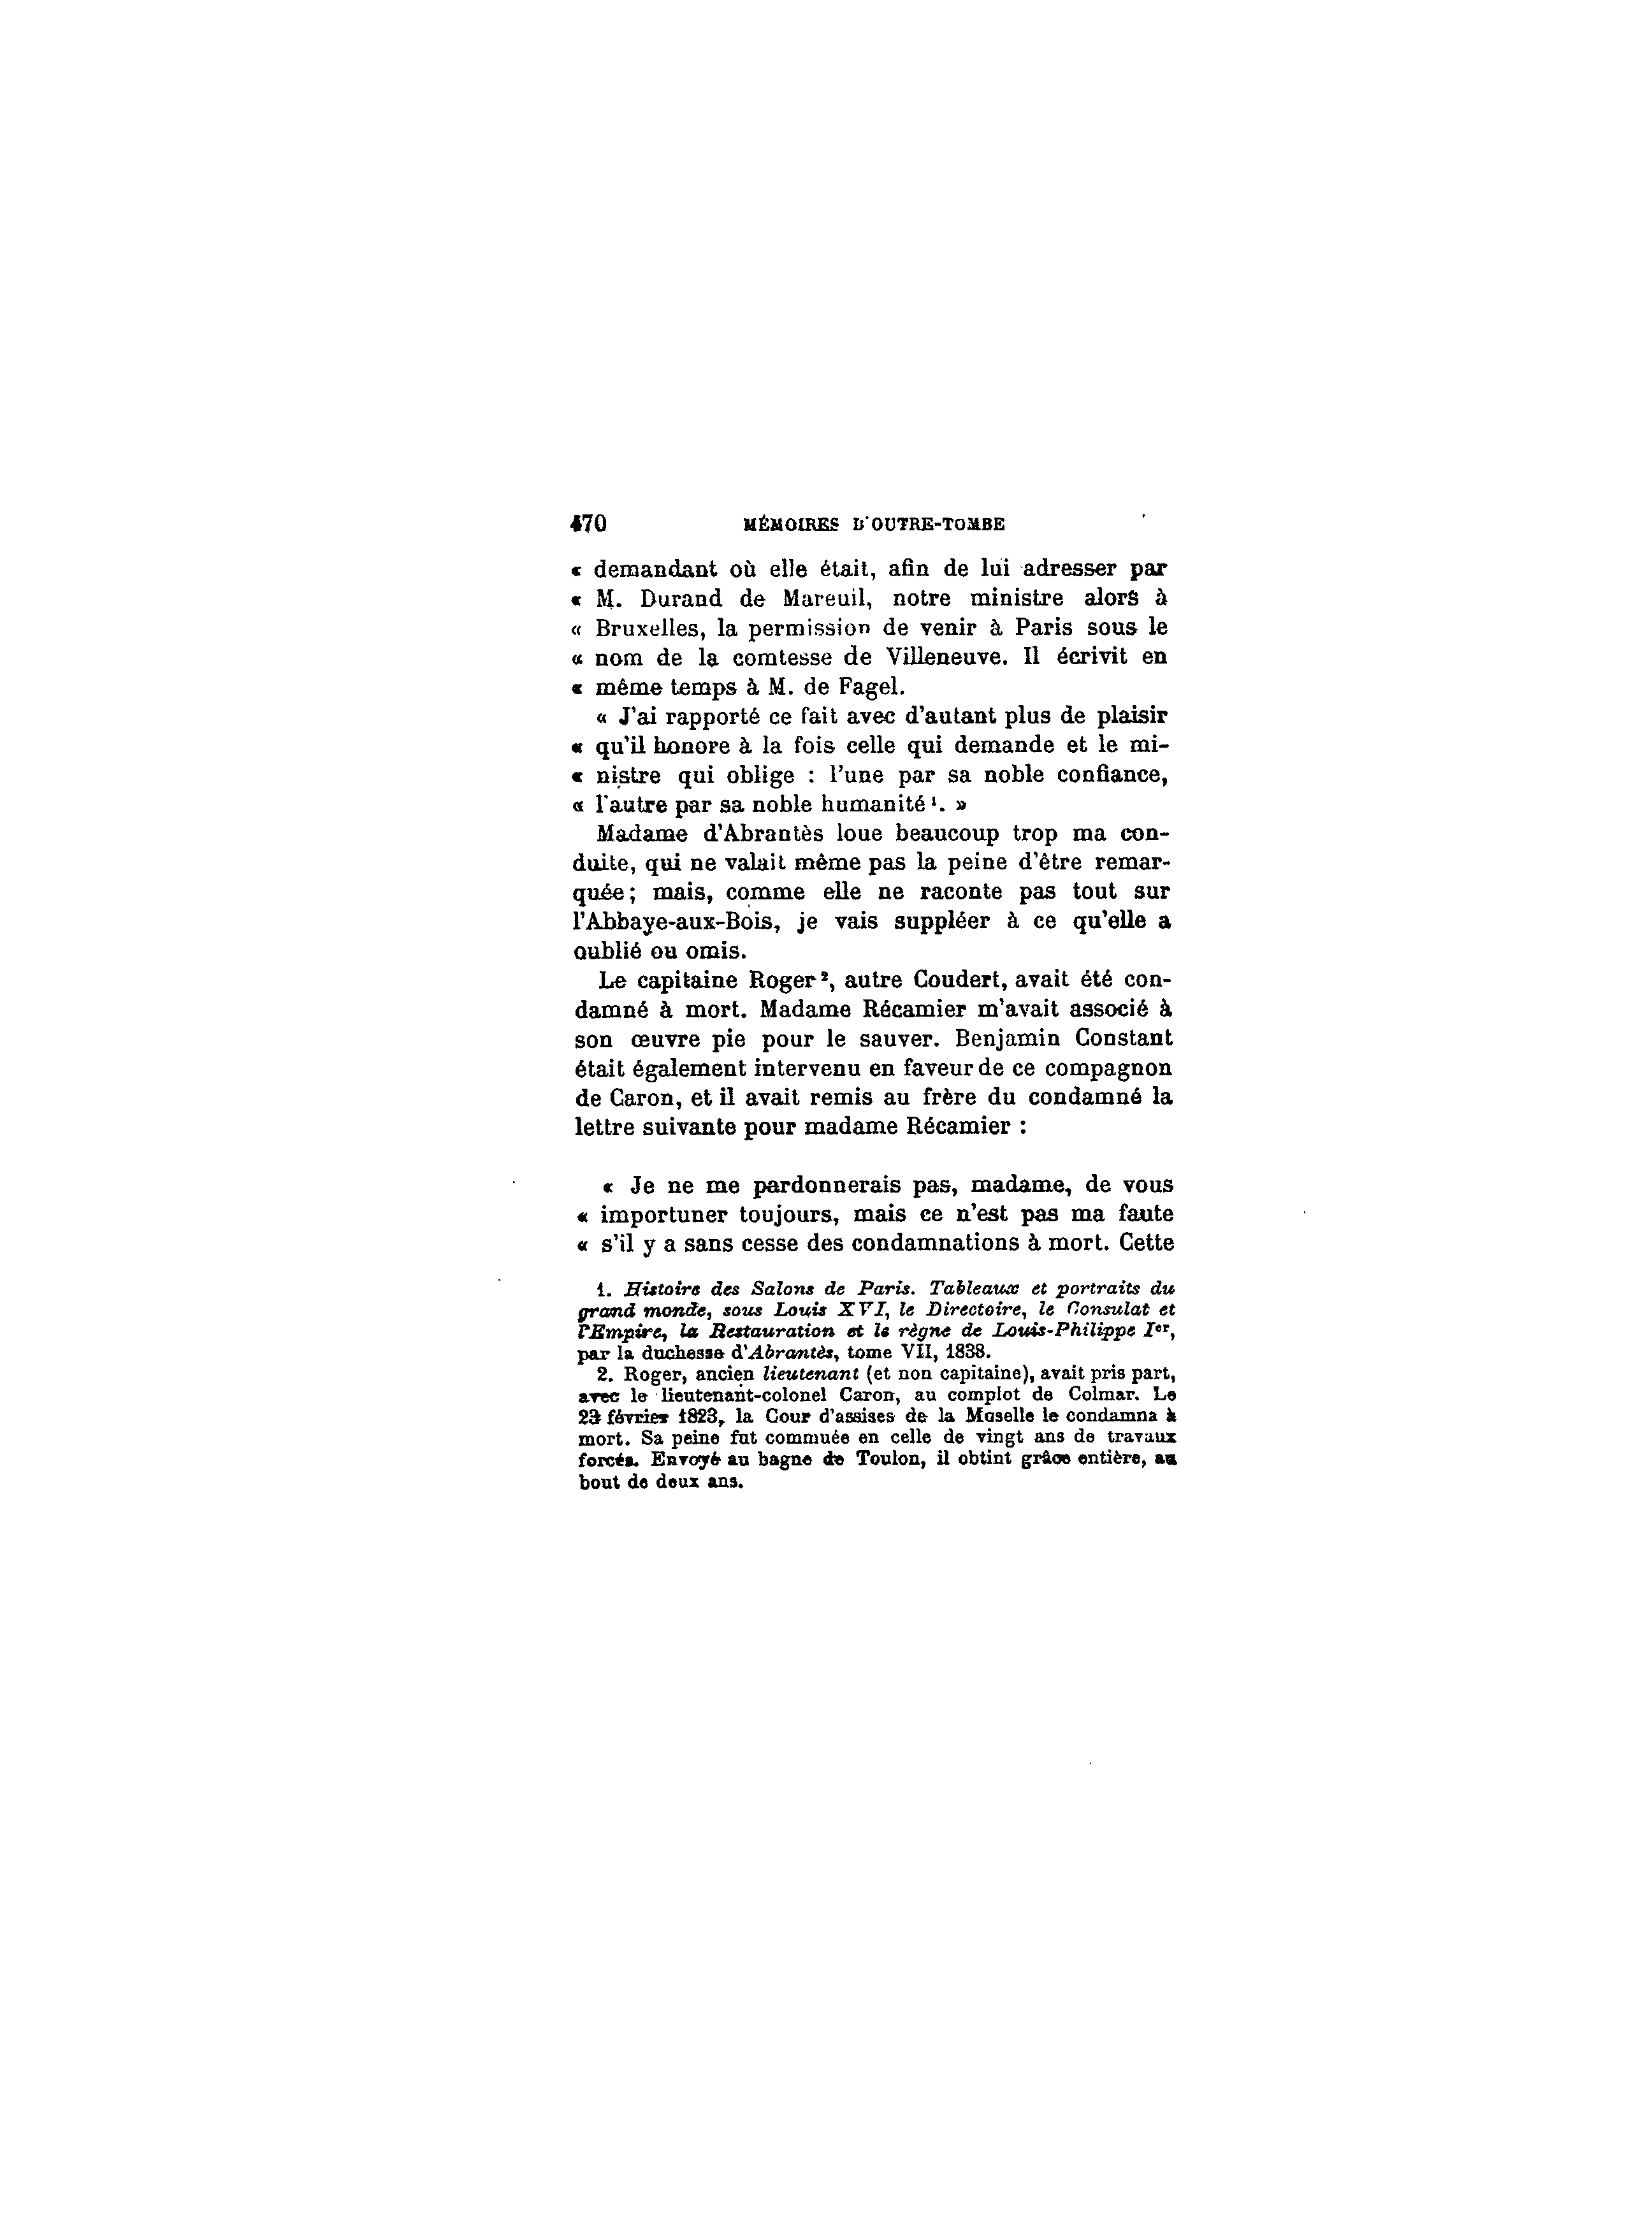 470 MÉMOIRES D'OUTRE-TOMBE
« demandant où elle était, afin de lui adresser par
« M. Durand de Mareuil, notre ministre alors à
« Bruxelles, la permission de venir à Paris sous le
« nom de la comtesse de Villeneuve. Il écrivit en
« même temps à M. de Fagel.
« J'ai rapporté ce fait avec d'autant plus de plaisir
« qu'il honore à la fois celle qui demande et le mi-
« nistre qui oblige : l'une par sa noble confiance,
« l'autre par sa noble humanité¹. »
Madame d'Abrantès loue beaucoup trop ma con-
duite, qui ne valait même pas la peine d'être remar-
quée; mais, comme elle ne raconte pas tout sur
l'Abbaye-aux-Bois, je vais suppléer à ce qu'elle a
oublié ou omis.
Le capitaine Roger², autre Coudert, avait été con-
damné à mort. Madame Récamier m'avait associé à
son œuvre pie pour le sauver. Benjamin Constant
était également intervenu en faveur de ce compagnon
de Caron, et il avait remis au frère du condamné la
lettre suivante pour madame Récamier :
« Je ne me pardonnerais pas, madame, de vous
« importuner toujours, mais ce n'est pas ma faute
« s'il y a sans cesse des condamnations à mort. Cette
1. Histoire des Salons de Paris. Tableaux et portraits du
grand monde, sous Louis XVI, le Directoire, le Consulat et
l'Empire, la Restauration et le règne de Louis-Philippe Iᵉʳ,
par la duchesse d'Abrantès, tome VII, 1838.
2. Roger, ancien lieutenant (et non capitaine), avait pris part,
avec le lieutenant-colonel Caron, au complot de Colmar. Le
23 février 1823, la Cour d'assises de la Moselle le condamna à
mort. Sa peine fut commuée en celle de vingt ans de travaux
forcés. Envoyé au bagne de Toulon, il obtint grâce entière, au
bout de deux ans.